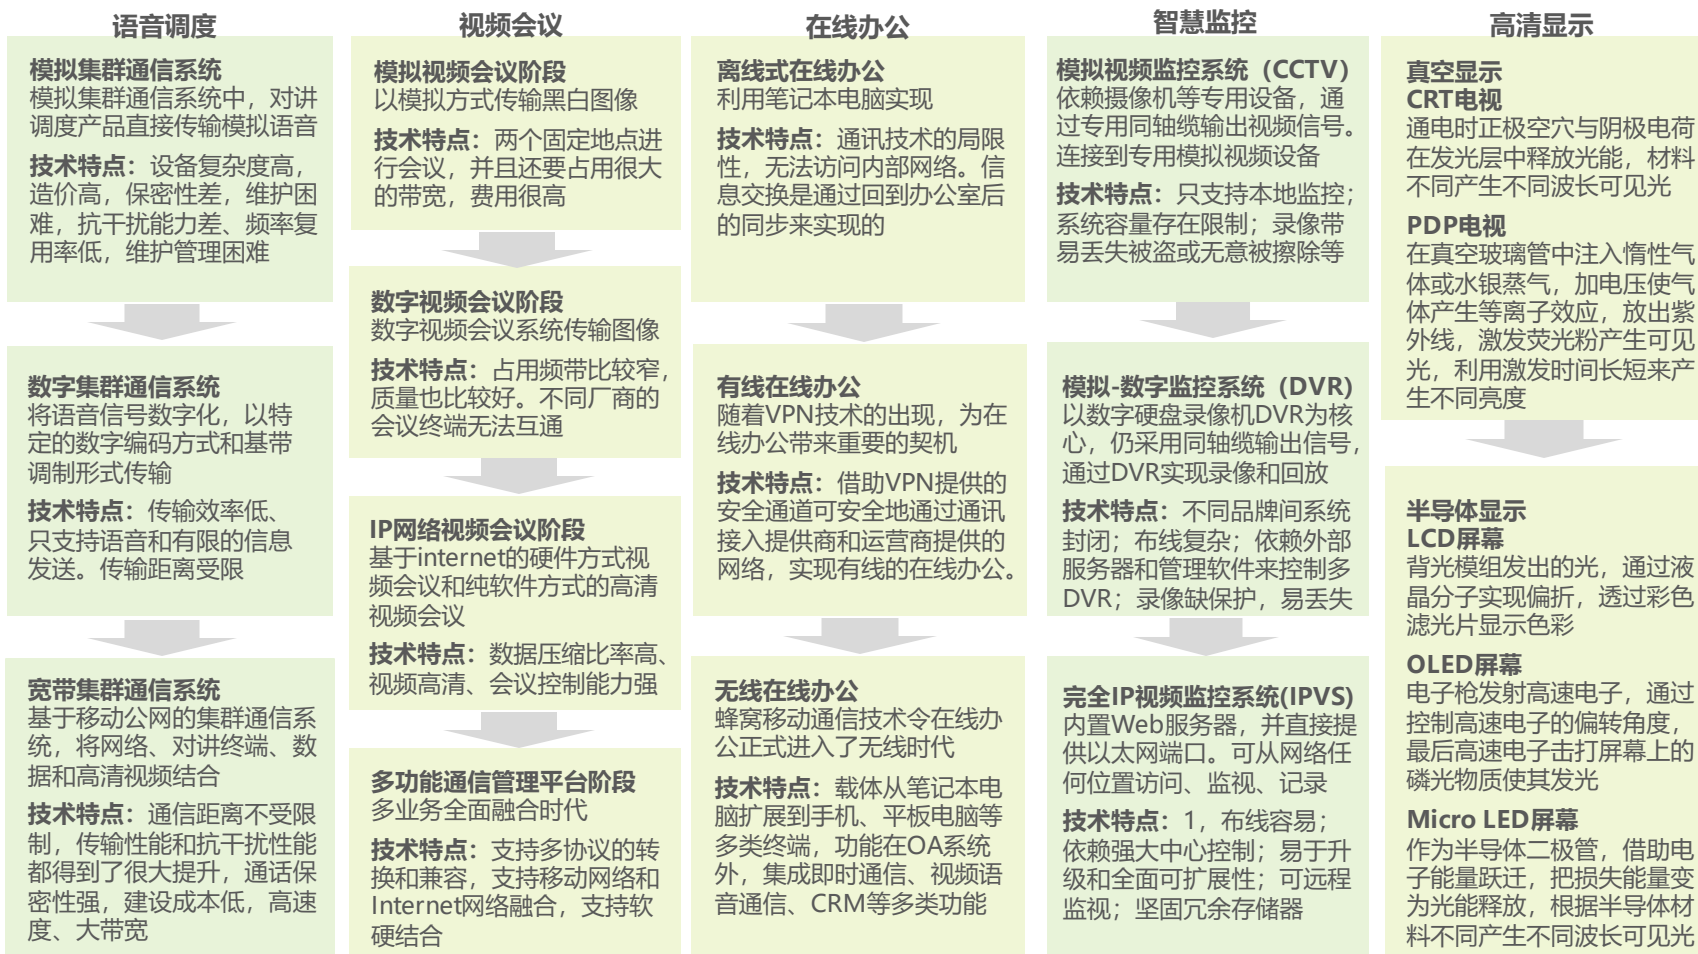 语音调度
模拟集群通信系统
模拟集群通信系统中，对讲
调度产品直接传输模拟语音
技术特点：设备复杂度高，
造价高，保密性差，维护困
难，抗干扰能力差、频率复
用率低，维护管理困难
数字集群通信系统
将语音信号数字化，以特
定的数字编码方式和基带
调制形式传输
技术特点：传输效率低、
只支持语音和有限的信息
发送。传输距离受限
宽带集群通信系统
基于移动公网的集群通信系
统，将网络、对讲终端、数
据和高清视频结合
技术特点：通信距离不受限
制，传输性能和抗干扰性能
都得到了很大提升，通话保
密性强，建设成本低，高速
度、大带宽
视频会议
模拟视频会议阶段
以模拟方式传输黑白图像
技术特点：两个固定地点进
行会议，并且还要占用很大
的带宽，费用很高
数字视频会议阶段
数字视频会议系统传输图像
技术特点：占用频带比较窄，
质量也比较好。不同厂商的
会议终端无法互通
IP网络视频会议阶段
基于internet的硬件方式视
频会议和纯软件方式的高清
视频会议
技术特点：数据压缩比率高、
视频高清、会议控制能力强
多功能通信管理平台阶段
多业务全面融合时代
技术特点：支持多协议的转
换和兼容，支持移动网络和
Internet网络融合，支持软
硬结合
在线办公
离线式在线办公
利用笔记本电脑实现
技术特点：通讯技术的局限
性，无法访问内部网络。信
息交换是通过回到办公室后
的同步来实现的
有线在线办公
随着VPN技术的出现，为在
线办公带来重要的契机
技术特点：借助VPN提供的
安全通道可安全地通过通讯
接入提供商和运营商提供的
网络，实现有线的在线办公。
无线在线办公
蜂窝移动通信技术令在线办
公正式进入了无线时代
技术特点：载体从笔记本电
脑扩展到手机、平板电脑等
多类终端，功能在OA系统
外，集成即时通信、视频语
音通信、CRM等多类功能
智慧监控
模拟视频监控系统（CCTV）
依赖摄像机等专用设备，通
过专用同轴缆输出视频信号。
连接到专用模拟视频设备
技术特点：只支持本地监控；
系统容量存在限制；录像带
易丢失被盗或无意被擦除等
模拟-数字监控系统（DVR）
以数字硬盘录像机DVR为核
心，仍采用同轴缆输出信号，
通过DVR实现录像和回放
技术特点：不同品牌间系统
封闭；布线复杂；依赖外部
服务器和管理软件来控制多
DVR；录像缺保护，易丢失
完全IP视频监控系统(IPVS)
内置Web服务器，并直接提
供以太网端口。可从网络任
何位置访问、监视、记录
技术特点：1，布线容易；
依赖强大中心控制；易于升
级和全面可扩展性；可远程
监视；坚固冗余存储器
高清显示
真空显示
CRT电视
通电时正极空穴与阴极电荷
在发光层中释放光能，材料
不同产生不同波长可见光
PDP电视
在真空玻璃管中注入惰性气
体或水银蒸气，加电压使气
体产生等离子效应，放出紫
外线，激发荧光粉产生可见
光，利用激发时间长短来产
生不同亮度
半导体显示
LCD屏幕
背光模组发出的光，通过液
晶分子实现偏折，透过彩色
滤光片显示色彩
OLED屏幕
电子枪发射高速电子，通过
控制高速电子的偏转角度，
最后高速电子击打屏幕上的
磷光物质使其发光
Micro LED屏幕
作为半导体二极管，借助电
子能量跃迁，把损失能量变
为光能释放，根据半导体材
料不同产生不同波长可见光